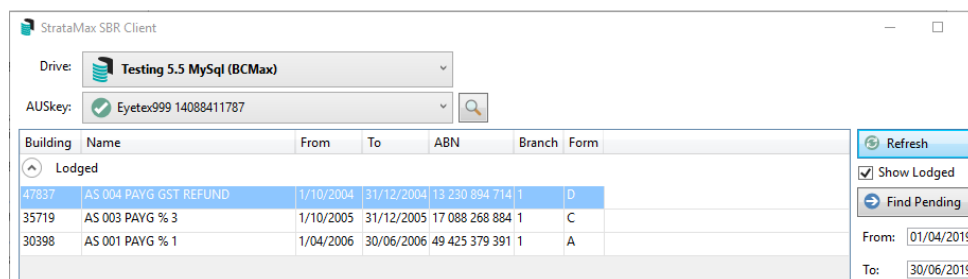 StrataMax SBR Client
Drive: Testing 5.5 MySql (BCMax)
AUSkey: Eyetex999 14088411787
Building Name From To ABN Branch Form
Refresh
Lodged
Show Lodged
47837 AS 004 PAYG GST REFUND 1/10/2004 31/12/2004 13 230 894 714 1 D
Find Pending
35719 AS 003 PAYG % 3 1/10/2005 31/12/2005 17 088 268 884 1 C
30398 AS 001 PAYG % 1 1/04/2006 30/06/2006 49 425 379 391 1 A
From: 01/04/2019
To: 30/06/2019